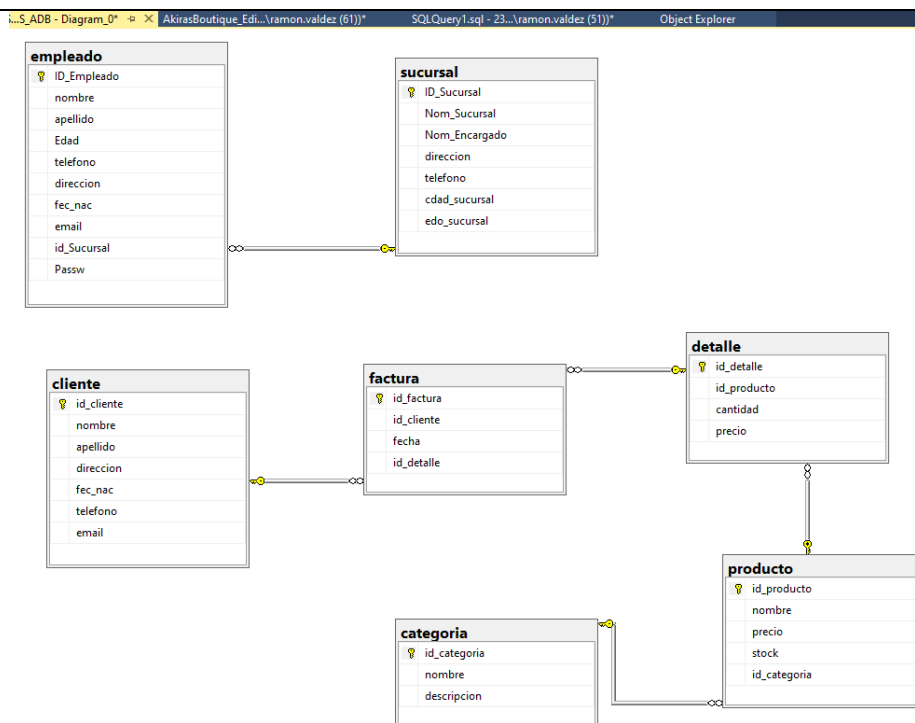 s...S_ADB - Diagram_0* AkirasBoutique_Edi...\ramon.valdez (61))* SQLQuery1.sql - 23...\ramon.valdez (51))* Object Explorer
empleado
ID_Empleado
nombre
apellido
Edad
telefono
direccion
fec_nac
email
id_Sucursal
Passw
sucursal
ID_Sucursal
Nom_Sucursal
Nom_Encargado
direccion
telefono
cdad_sucursal
edo_sucursal
cliente
id_cliente
nombre
apellido
direccion
fec_nac
telefono
email
factura
id_factura
id_cliente
fecha
id_detalle
detalle
id_detalle
id_producto
cantidad
precio
categoria
id_categoria
nombre
descripcion
producto
id_producto
nombre
precio
stock
id_categoria